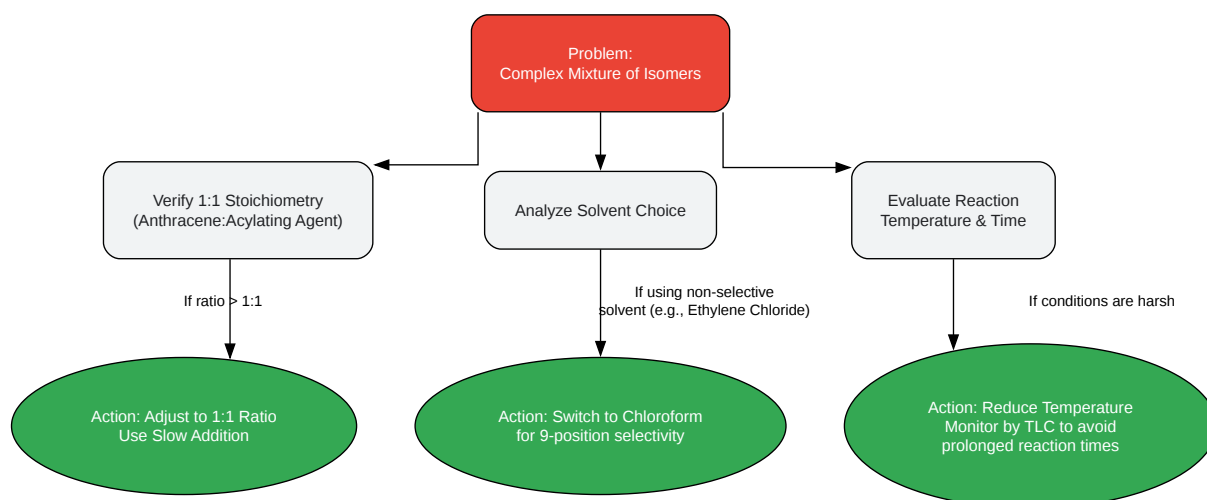 Problem:
Complex Mixture of Isomers
Verify 1:1 Stoichiometry
(Anthracene:Acylating Agent)
Analyze Solvent Choice
Evaluate Reaction
Temperature & Time
If ratio > 1:1
If using non-selective
solvent (e.g., Ethylene Chloride)
If conditions are harsh
Action: Adjust to 1:1 Ratio
Use Slow Addition
Action: Switch to Chloroform
for 9-position selectivity
Action: Reduce Temperature
Monitor by TLC to avoid
prolonged reaction times